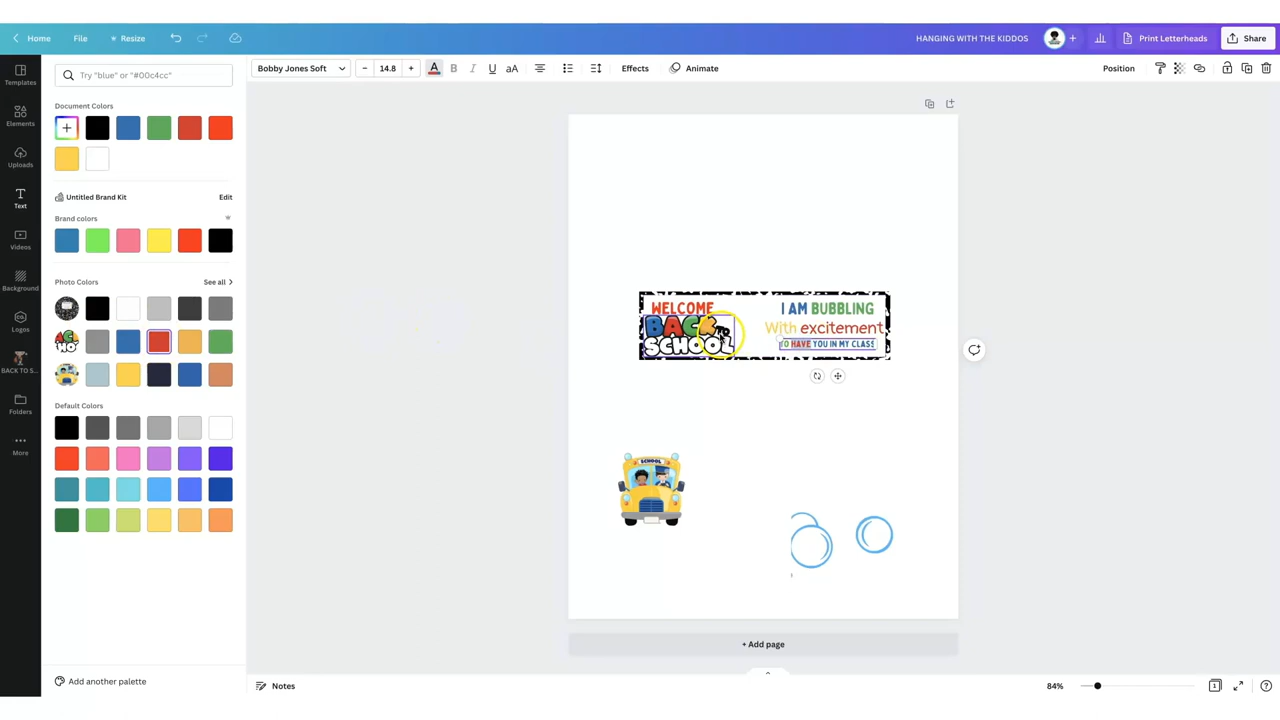 Home File Resize HANGING WITH THE KIDDOS Print Letterheads Share
Templates
Elements
Uploads
Text
Videos
Background
Logos
BACK TO S...
Folders
More
Try "blue" or "#00c4cc"
Document Colors
Untitled Brand Kit Edit
Brand colors
Photo Colors See all
Default Colors
Add another palette
Bobby Jones Soft – 14.8 + A B I U aA Effects Animate Position
WELCOME
BACK TO
SCHOOL
I AM BUBBLING
With excitement
TO HAVE YOU IN MY CLASS
SCHOOL
+ Add page
Notes 84% 1